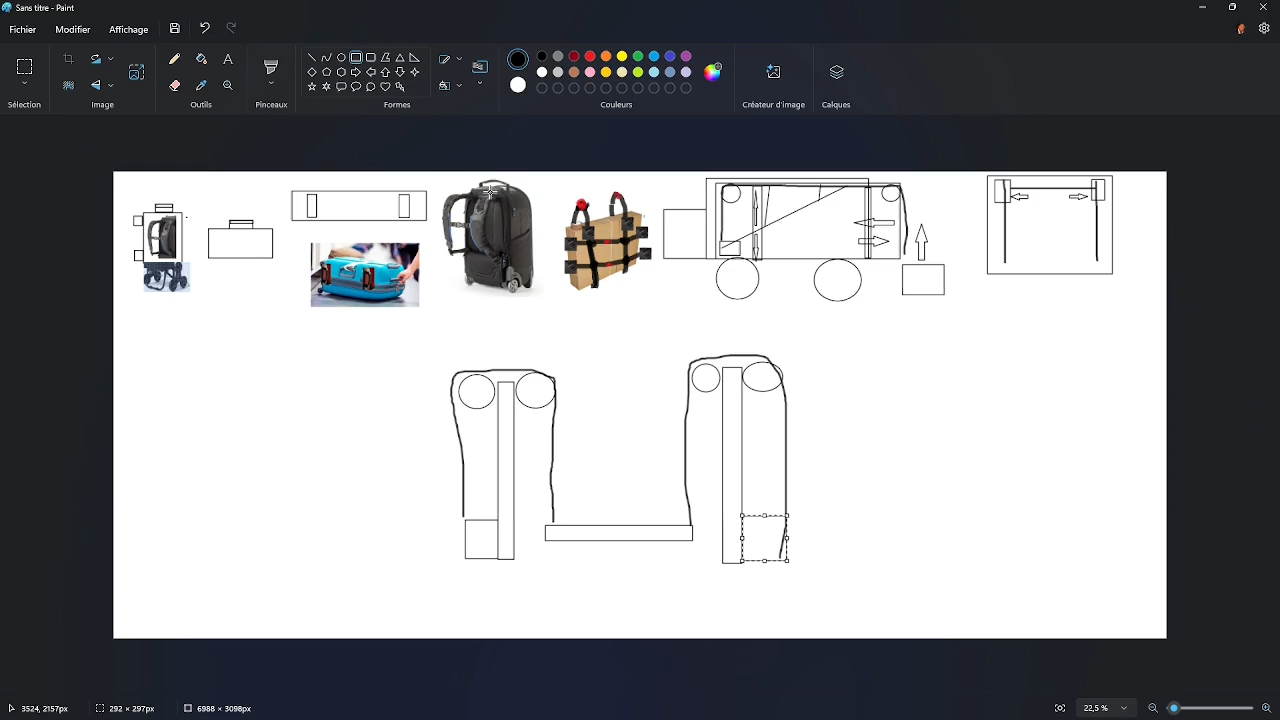 Sans titre - Paint
Fichier Modifier Affichage
Sélection Image Outils Pinceaux Formes Couleurs Créateur d'image Calques
3524, 2157px 292 × 297px 6988 × 3098px 22,5 %